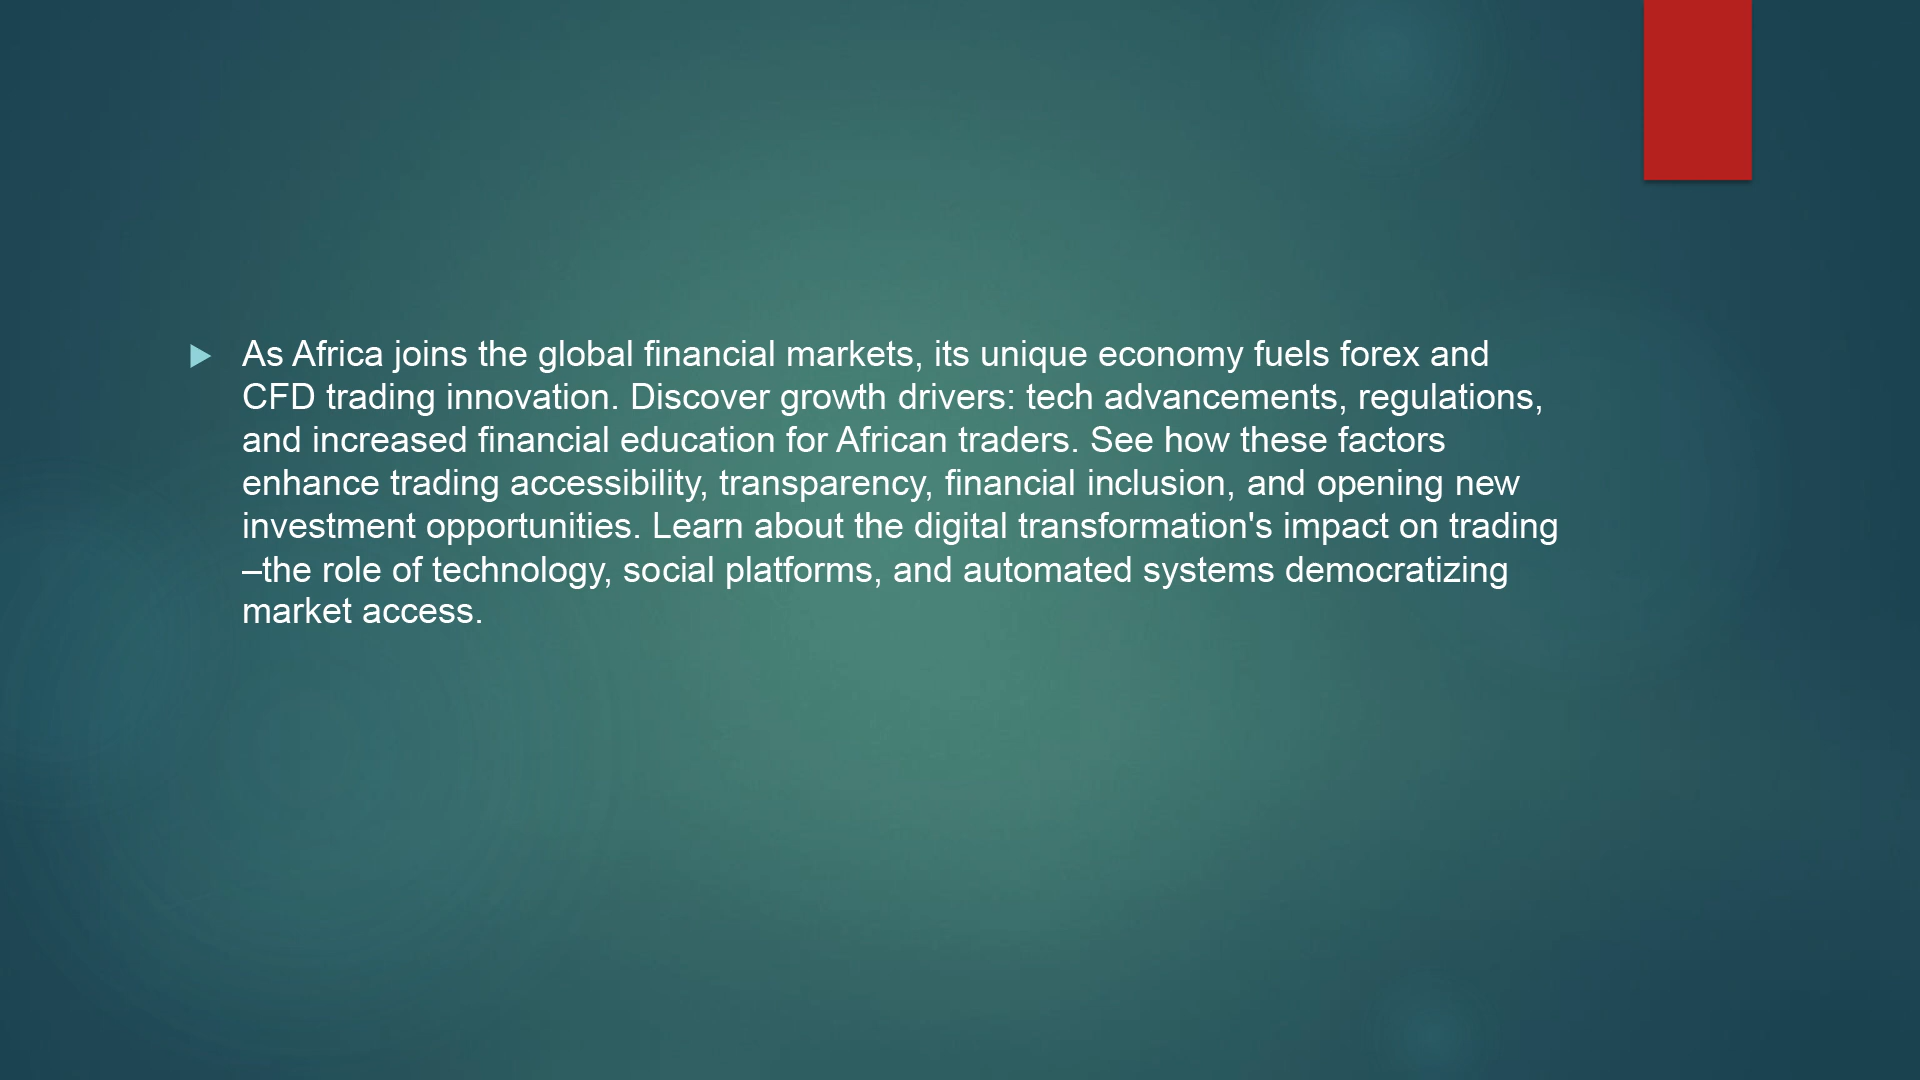 As Africa joins the global financial markets, its unique economy fuels forex and
CFD trading innovation. Discover growth drivers: tech advancements, regulations,
and increased financial education for African traders. See how these factors
enhance trading accessibility, transparency, financial inclusion, and opening new
investment opportunities. Learn about the digital transformation's impact on trading
–the role of technology, social platforms, and automated systems democratizing
market access.